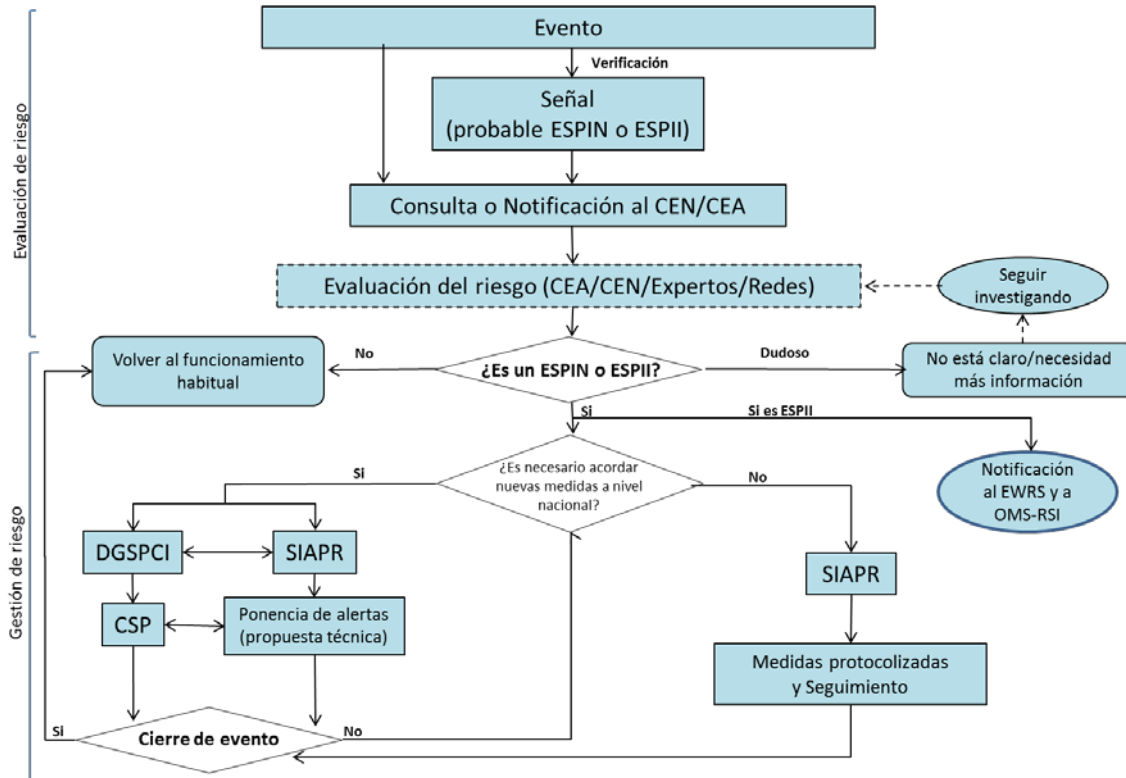 Evento
Verificación
Señal
(probable ESPIN o ESPII)
Consulta o Notificación al CEN/CEA
Evaluación del riesgo (CEA/CEN/Expertos/Redes)
Seguir
investigando
Evaluación de riesgo
Volver al funcionamiento
habitual
No
¿Es un ESPIN o ESPII?
Dudoso
No está claro/necesidad
más información
Si
Si es ESPII
Notificación
al EWRS y a
OMS-RSI
Si
¿Es necesario acordar
nuevas medidas a nivel
nacional?
No
DGSPCI
SIAPR
SIAPR
CSP
Ponencia de alertas
(propuesta técnica)
Medidas protocolizadas
y Seguimiento
Si
Cierre de evento
No
Gestión de riesgo